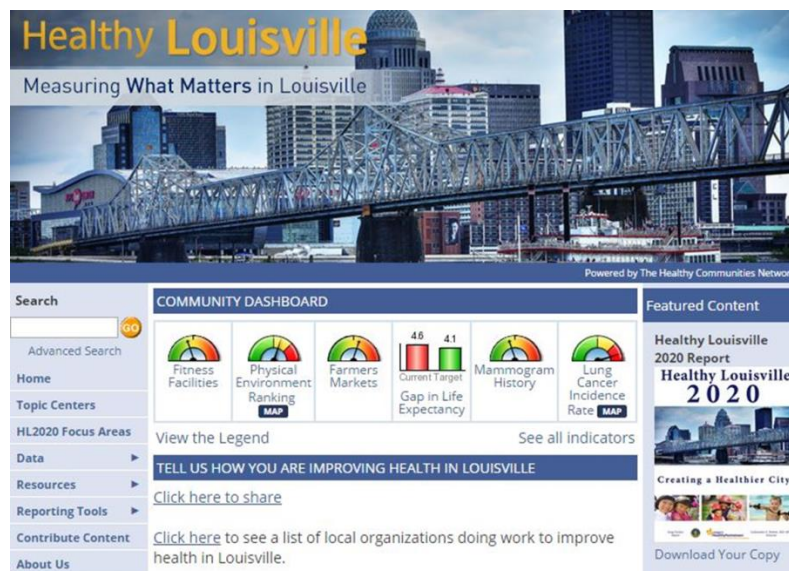 Healthy Louisville
Measuring What Matters in Louisville
Powered by The Healthy Communities Networ
Search
GO
Advanced Search
Home
Topic Centers
HL2020 Focus Areas
Data
Resources
Reporting Tools
Contribute Content
About Us
COMMUNITY DASHBOARD
Fitness
Facilities
Physical
Environment
Ranking
MAP
Farmers
Markets
4.6 4.1
Current Target
Gap in Life
Expectancy
Mammogram
History
Lung
Cancer
Incidence
Rate MAP
View the Legend
See all indicators
TELL US HOW YOU ARE IMPROVING HEALTH IN LOUISVILLE
Click here to share
Click here to see a list of local organizations doing work to improve
health in Louisville.
Featured Content
Healthy Louisville
2020 Report
Healthy Louisville
2020
Creating a Healthier City
Download Your Copy